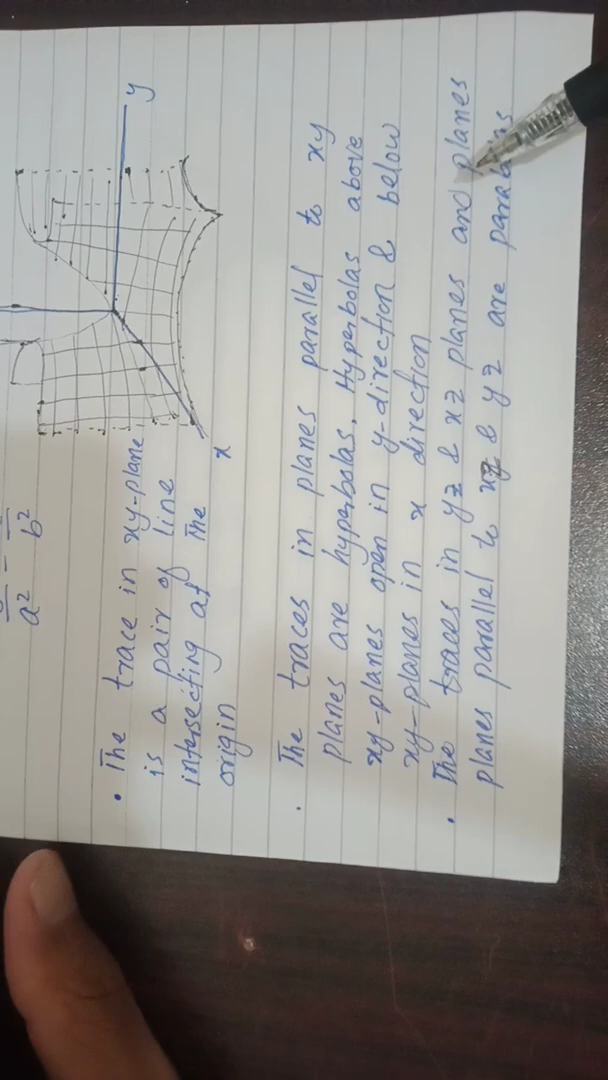 y
x
a² - b²
• The trace in xy-plane
is a pair of line
intersecting at the
origin
• The traces in planes parallel to xy
planes are hyperbolas. Hyperbolas above
xy-planes open in y-direction & below
xy-planes in x direction
• The traces in yz & xz planes and planes
planes parallel to xz & yz are parabolas